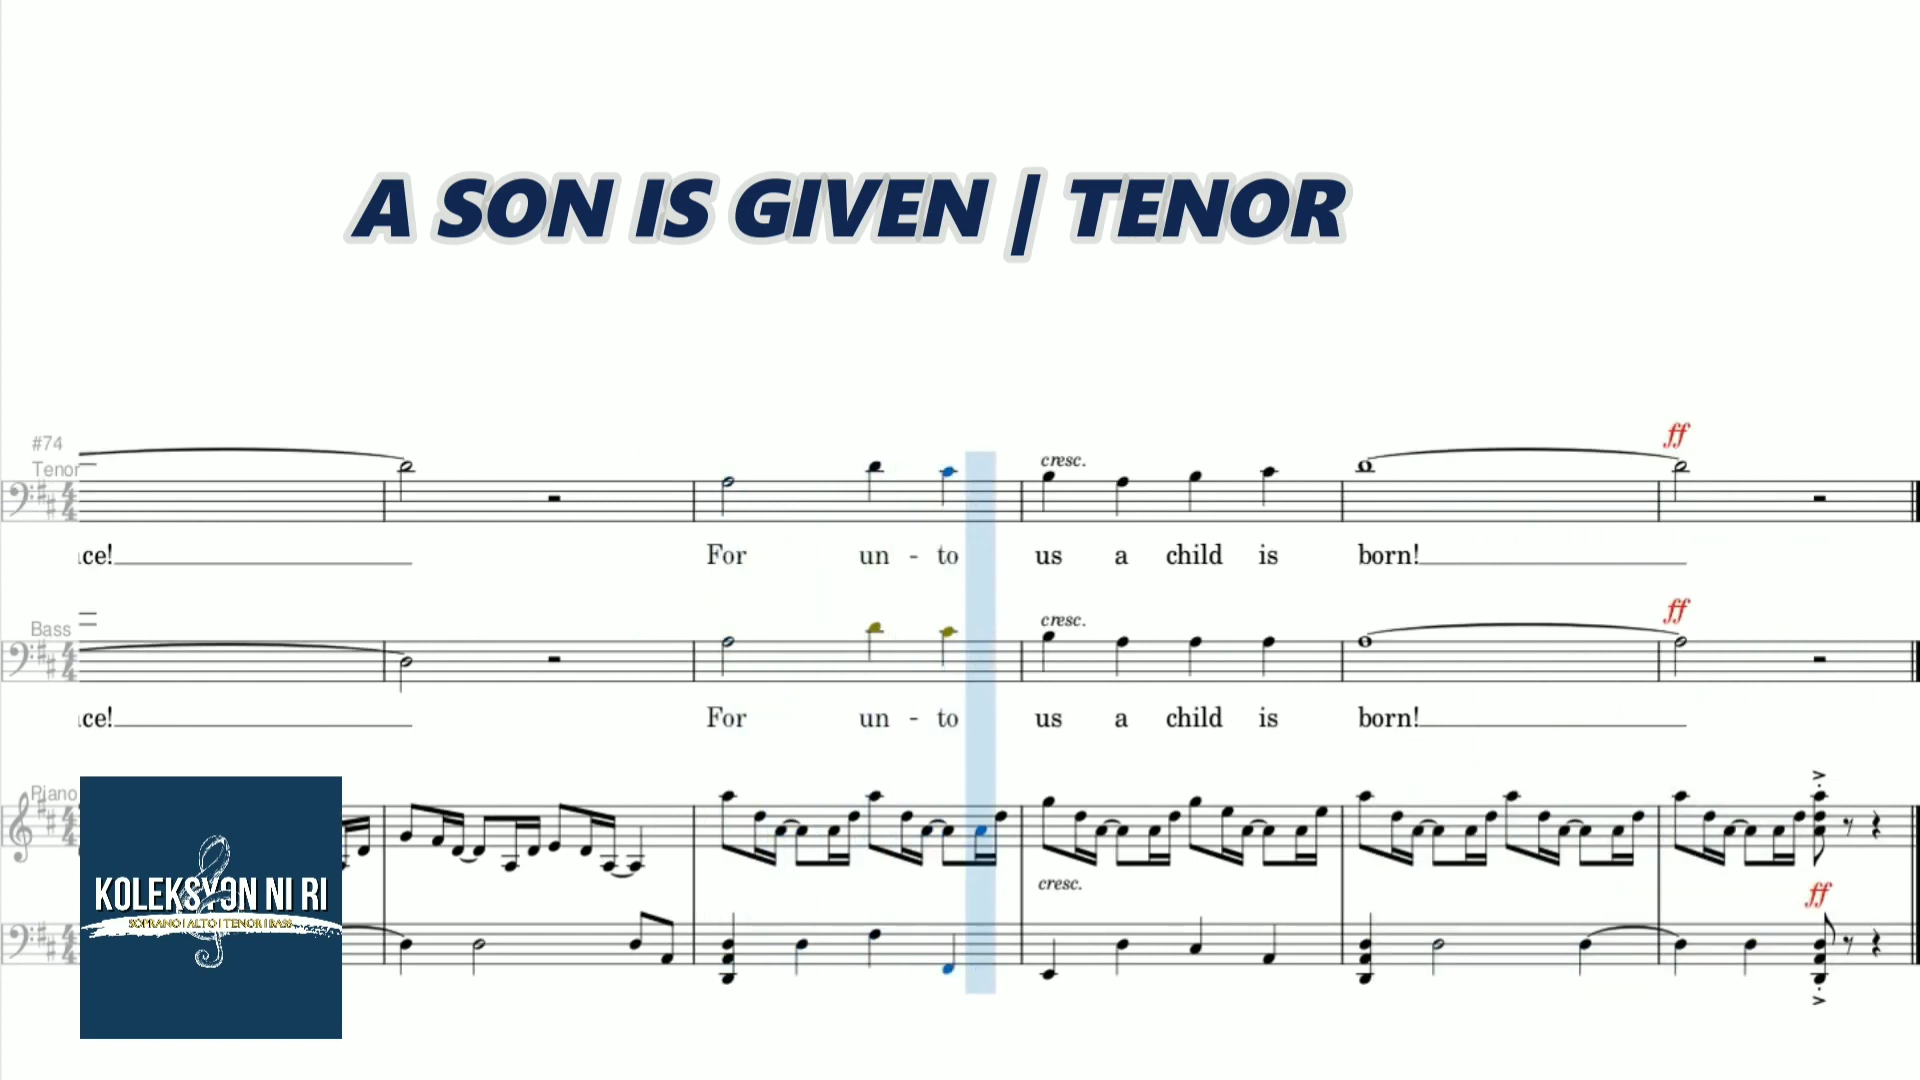 A SON IS GIVEN | TENOR
#74
ff
Tenor
cresc.
ce!
For un - to us a child is born!
ff
Bass
cresc.
ce!
For un - to us a child is born!
Piano
cresc.
ff
KOLEKSYON NI RI
SOPRANO | ALTO | TENOR | BASS